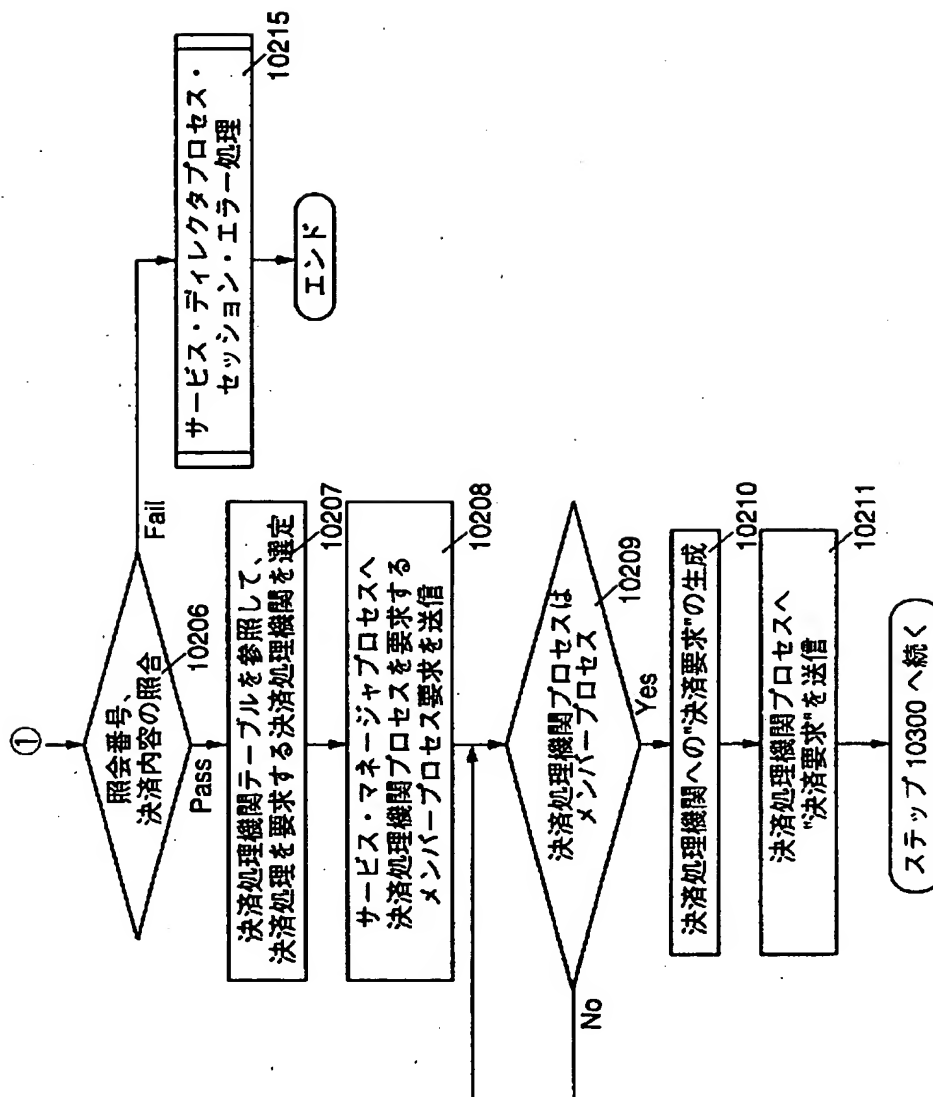 ①
照会番号、
決済内容の照合
10206
Fail
サービス・ディレクタプロセス・
セッション・エラー処理
10215
エンド
Pass
決済処理機関テーブルを参照して、
決済処理を要求する決済処理機関を選定
10207
サービス・マネージャプロセスへ
決済処理機関プロセスを要求する
メンバープロセス要求を送信
10208
決済処理機関プロセスは
メンバープロセス
10209
No
Yes
決済処理機関への"決済要求"の生成
10210
決済処理機関プロセスへ
"決済要求"を送信
10211
ステップ 10300 へ続く